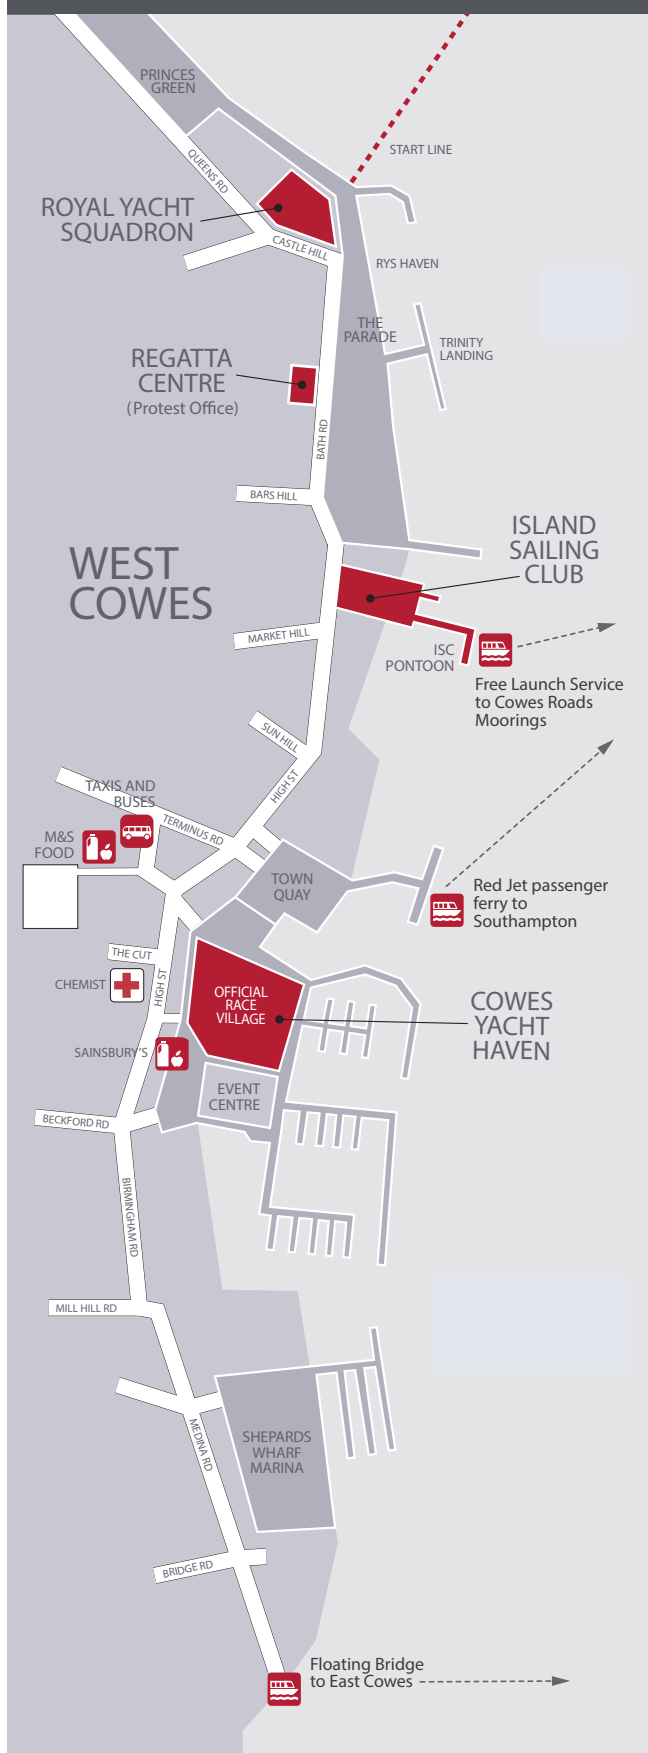 PRINCES
GREEN
START LINE
QUEENS RD
ROYAL YACHT
SQUADRON
CASTLE HILL
RYS HAVEN
THE
PARADE
TRINITY
LANDING
REGATTA
CENTRE
(Protest Office)
BATH RD
BARS HILL
ISLAND
SAILING
CLUB
WEST
COWES
MARKET HILL
ISC
PONTOON
Free Launch Service
to Cowes Roads
Moorings
SUN HILL
HIGH ST
TAXIS AND
BUSES
TERMINUS RD
M&S
FOOD
TOWN
QUAY
Red Jet passenger
ferry to
Southampton
THE CUT
CHEMIST
HIGH ST
OFFICIAL
RACE
VILLAGE
COWES
YACHT
HAVEN
SAINSBURY'S
EVENT
CENTRE
BECKFORD RD
BIRMINGHAM RD
MILL HILL RD
MEDINA RD
SHEPARDS
WHARF
MARINA
BRIDGE RD
Floating Bridge
to East Cowes